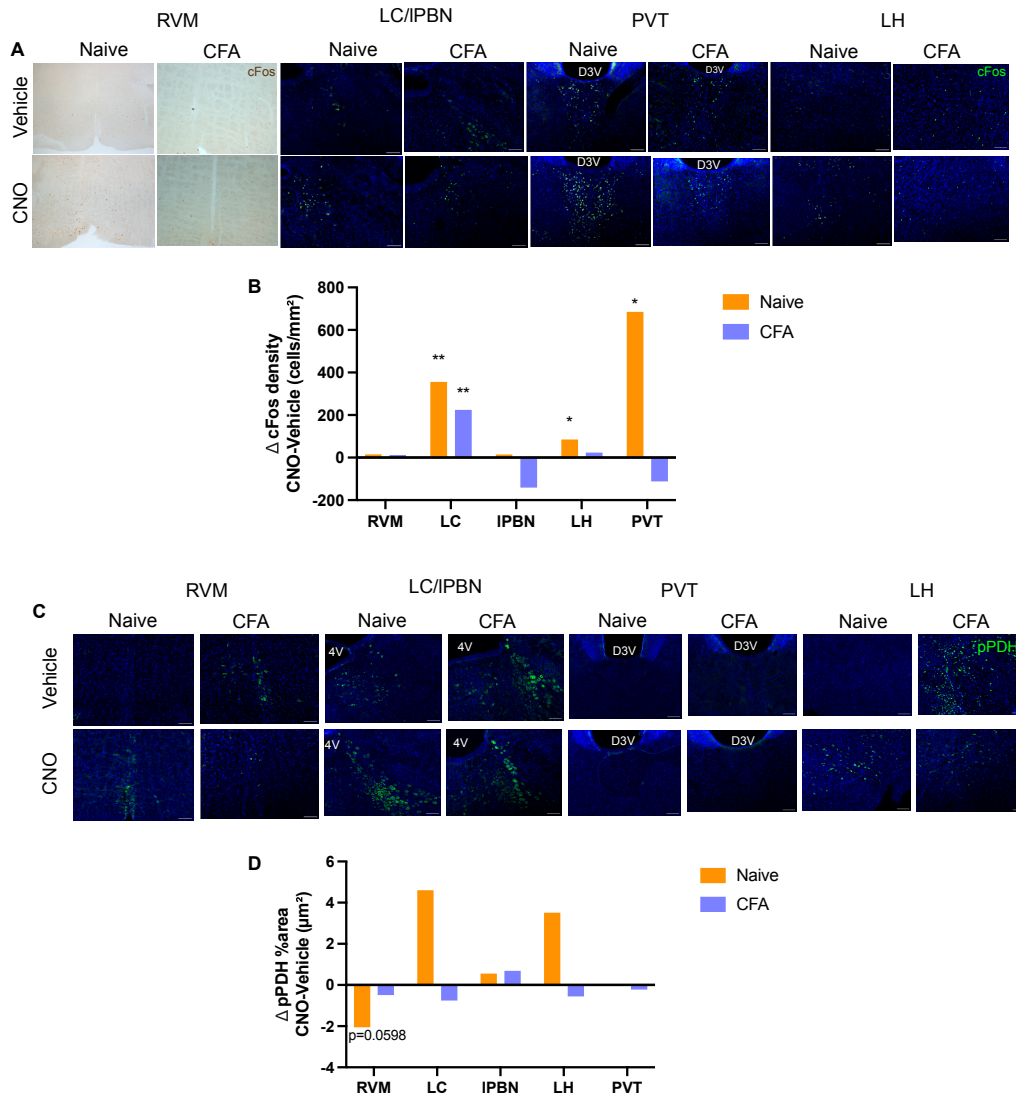 RVM LC/lPBN PVT LH
A Naive CFA Naive CFA Naive CFA Naive CFA
Vehicle cFos D3V D3V cFos
CNO D3V D3V
B
Δ cFos density
CNO-Vehicle (cells/mm²)
800
600
400
200
0
-200
** ** * *
RVM LC lPBN LH PVT
Naive
CFA
RVM LC/lPBN PVT LH
C Naive CFA Naive CFA Naive CFA Naive CFA
Vehicle 4V 4V D3V D3V pPDH
CNO 4V 4V D3V D3V
D
Δ pPDH %area
CNO-Vehicle (µm²)
6
4
2
0
-2
-4
p=0.0598
RVM LC lPBN LH PVT
Naive
CFA